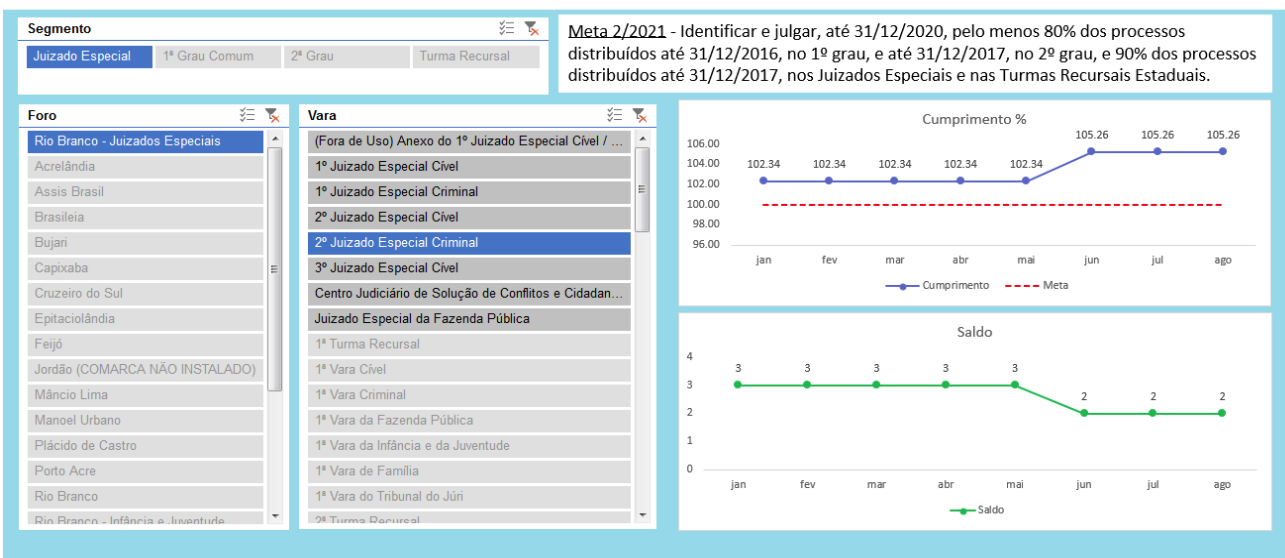 Segmento
Juizado Especial
1ª Grau Comum
2ª Grau
Turma Recursal
Meta 2/2021 - Identificar e julgar, até 31/12/2020, pelo menos 80% dos processos
distribuídos até 31/12/2016, no 1º grau, e até 31/12/2017, no 2º grau, e 90% dos processos
distribuídos até 31/12/2017, nos Juizados Especiais e nas Turmas Recursais Estaduais.
Foro
Rio Branco - Juizados Especiais
Acrelândia
Assis Brasil
Brasileia
Bujari
Capixaba
Cruzeiro do Sul
Epitaciolândia
Feijó
Jordão (COMARCA NÃO INSTALADO)
Mâncio Lima
Manoel Urbano
Plácido de Castro
Porto Acre
Rio Branco
Rio Branco - Infância e Juventude
Vara
(Fora de Uso) Anexo do 1º Juizado Especial Cível / ...
1º Juizado Especial Cível
1º Juizado Especial Criminal
2º Juizado Especial Cível
2º Juizado Especial Criminal
3º Juizado Especial Cível
Centro Judiciário de Solução de Conflitos e Cidadan...
Juizado Especial da Fazenda Pública
1ª Turma Recursal
1ª Vara Cível
1ª Vara Criminal
1ª Vara da Fazenda Pública
1ª Vara da Infância e da Juventude
1ª Vara de Família
1ª Vara do Tribunal do Júri
2ª Turma Recursal
Cumprimento %
106.00
104.00
102.00
100.00
98.00
96.00
102.34 102.34 102.34 102.34 102.34 105.26 105.26 105.26
jan fev mar abr mai jun jul ago
Cumprimento Meta
Saldo
4
3
2
1
0
3 3 3 3 3 2 2 2
jan fev mar abr mai jun jul ago
Saldo